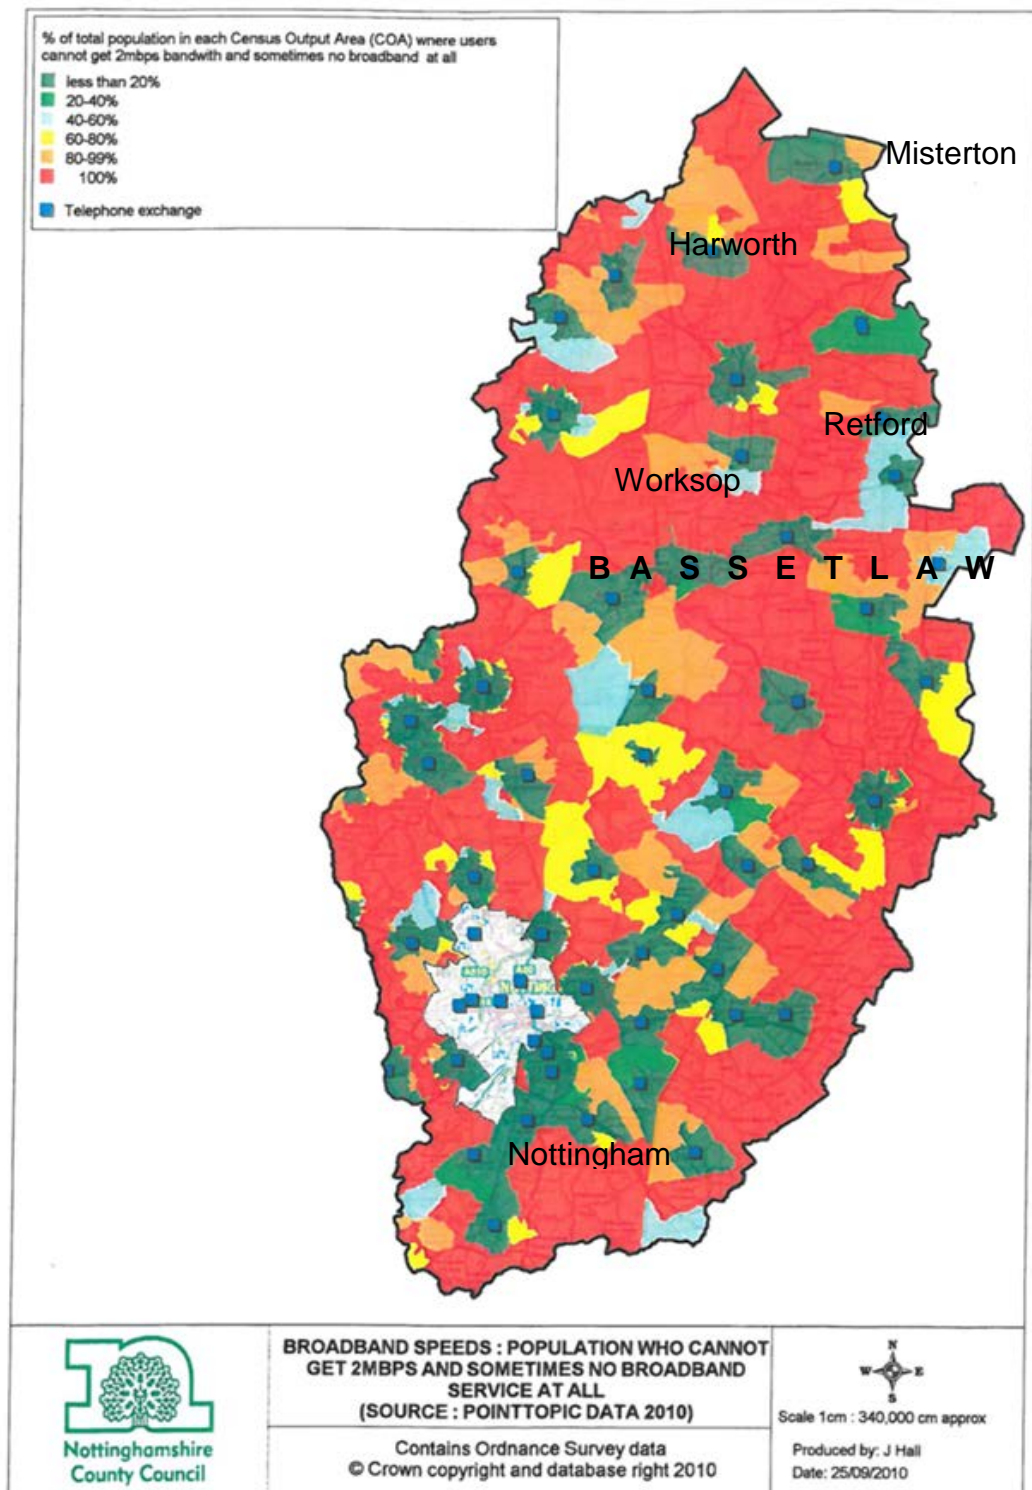 % of total population in each Census Output Area (COA) wnere users
cannot get 2mbps bandwith and sometimes no broadband at all
less than 20%
20-40%
40-60%
60-80%
80-99%
100%
Telephone exchange
Misterton
Harworth
Retford
Worksop
B A S S E T L A W
Nottingham
Nottinghamshire
County Council
BROADBAND SPEEDS : POPULATION WHO CANNOT
GET 2MBPS AND SOMETIMES NO BROADBAND
SERVICE AT ALL
(SOURCE : POINTTOPIC DATA 2010)
Contains Ordnance Survey data
© Crown copyright and database right 2010
N
W E
S
Scale 1cm : 340,000 cm approx
Produced by: J Hall
Date: 25/09/2010